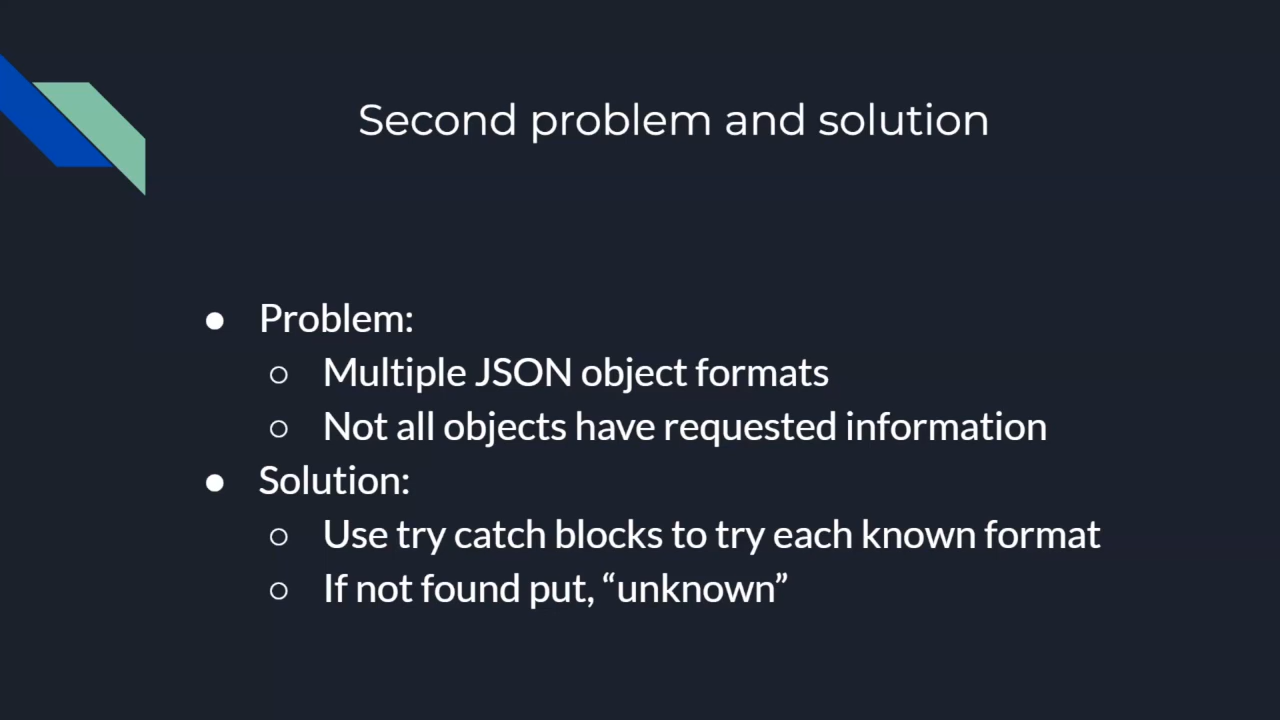 Second problem and solution
● Problem:
○ Multiple JSON object formats
○ Not all objects have requested information
● Solution:
○ Use try catch blocks to try each known format
○ If not found put, “unknown”